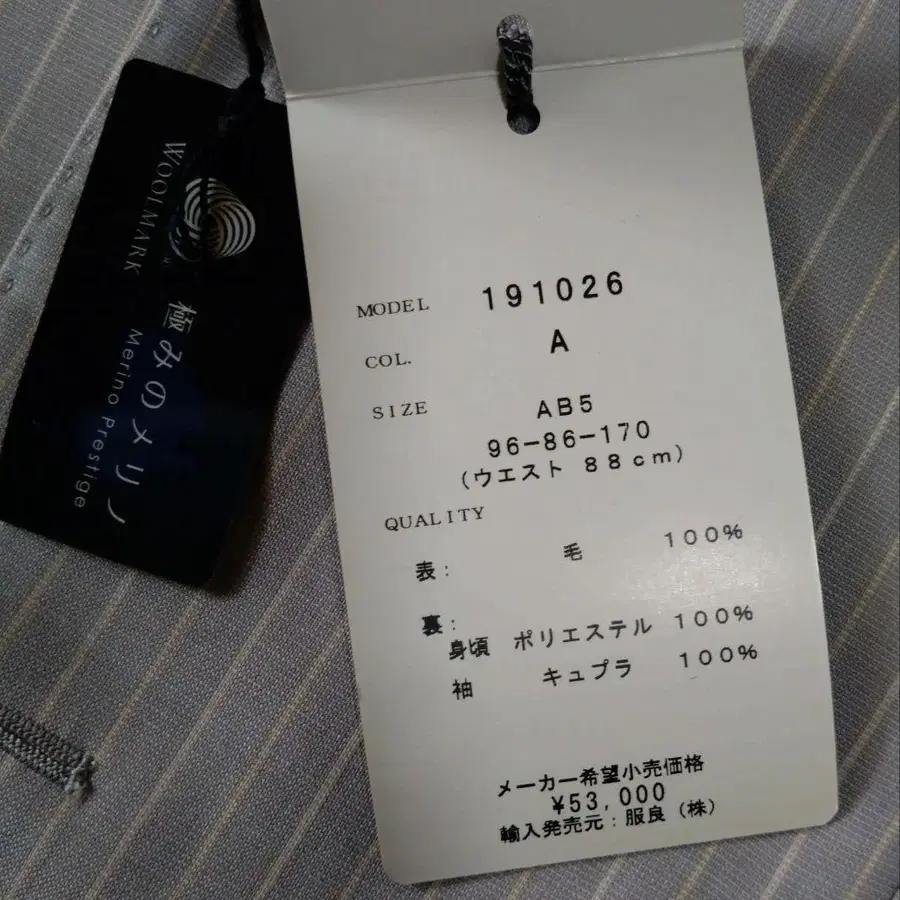 WOOLMARK
極みのメリノ
Merino Prestige
MODEL 191026
COL. A
SIZE AB5
96-86-170
(ウエスト 88cm)
QUALITY
表: 毛 100%
裏:
身頃 ポリエステル 100%
袖 キュプラ 100%
メーカー希望小売価格
¥53,000
輸入発売元:服良(株)